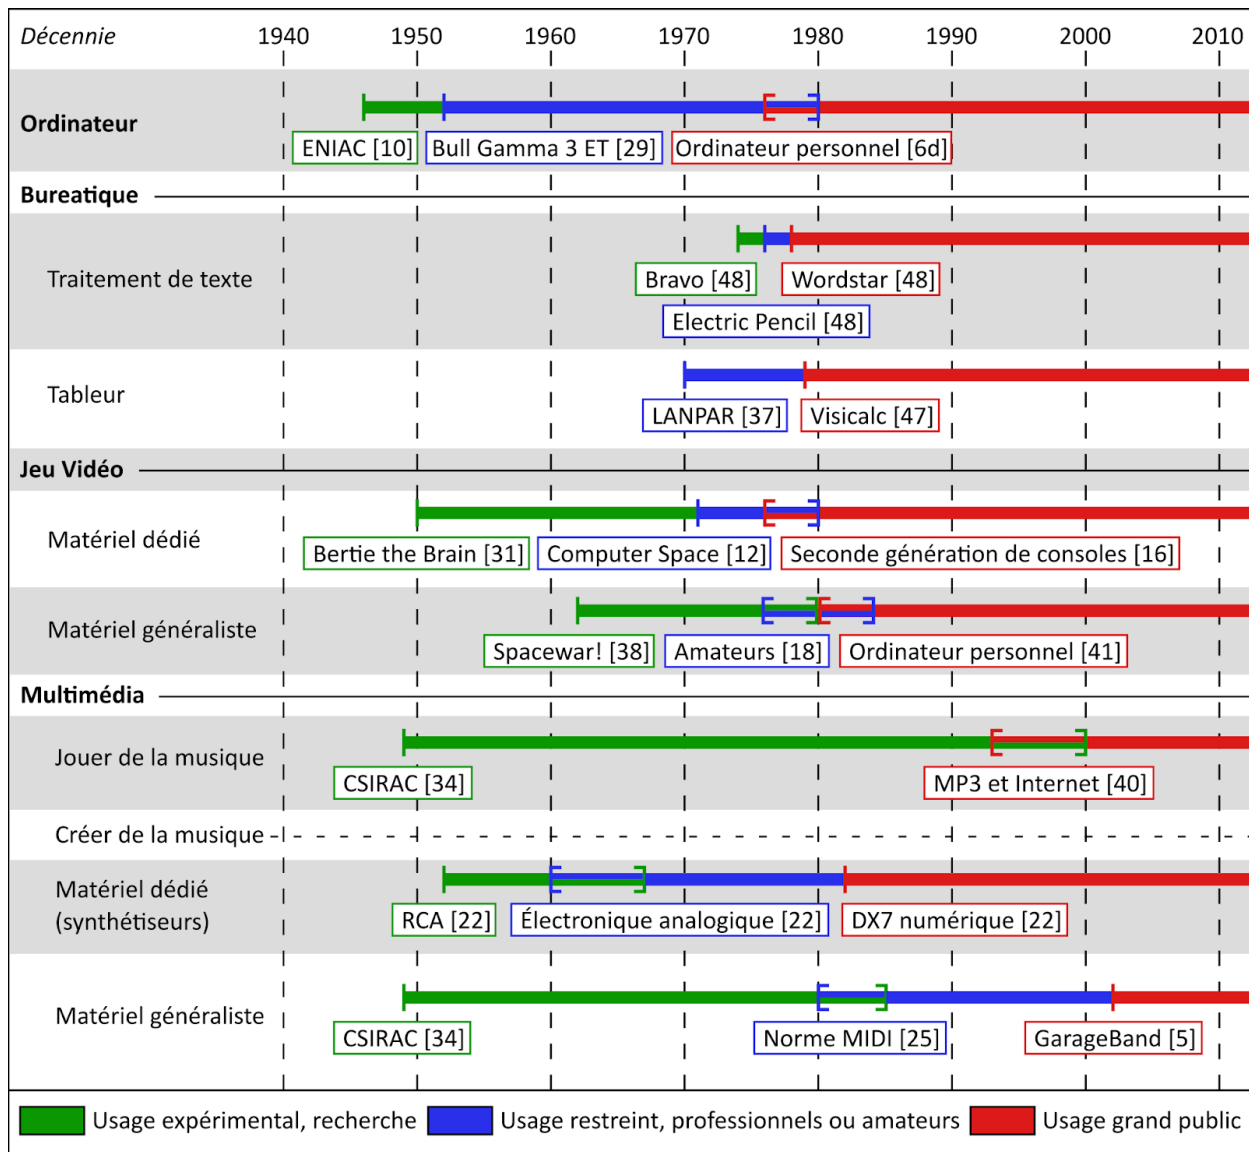 Décennie 1940 1950 1960 1970 1980 1990 2000 2010
Ordinateur
ENIAC [10] Bull Gamma 3 ET [29] Ordinateur personnel [6d]
Bureatique
Traitement de texte
Bravo [48] Wordstar [48]
Electric Pencil [48]
Tableur
LANPAR [37] Visicalc [47]
Jeu Vidéo
Matériel dédié
Bertie the Brain [31] Computer Space [12] Seconde génération de consoles [16]
Matériel généraliste
Spacewar! [38] Amateurs [18] Ordinateur personnel [41]
Multimédia
Jouer de la musique
CSIRAC [34] MP3 et Internet [40]
Créer de la musique
Matériel dédié
(synthétiseurs)
RCA [22] Électronique analogique [22] DX7 numérique [22]
Matériel généraliste
CSIRAC [34] Norme MIDI [25] GarageBand [5]
Usage expérimental, recherche Usage restreint, professionnels ou amateurs Usage grand public